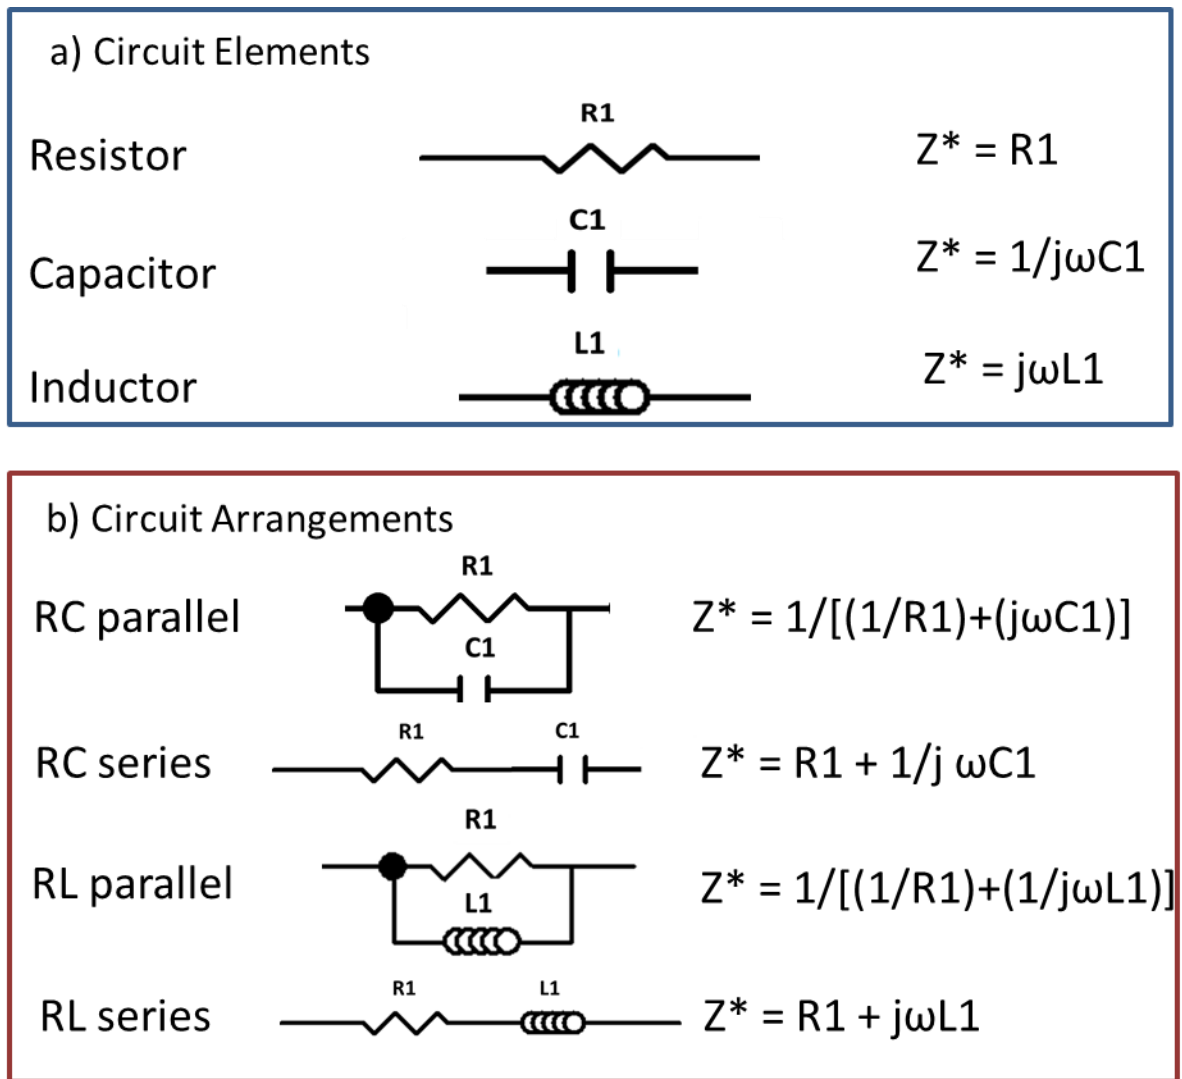 a) Circuit Elements
R1
Resistor
Z* = R1
C1
Capacitor
Z* = 1/jωC1
L1
Inductor
Z* = jωL1
b) Circuit Arrangements
R1
RC parallel
Z* = 1/[(1/R1)+(jωC1)]
C1
R1 C1
RC series
Z* = R1 + 1/j ωC1
R1
RL parallel
Z* = 1/[(1/R1)+(1/jωL1)]
L1
R1 L1
RL series
Z* = R1 + jωL1